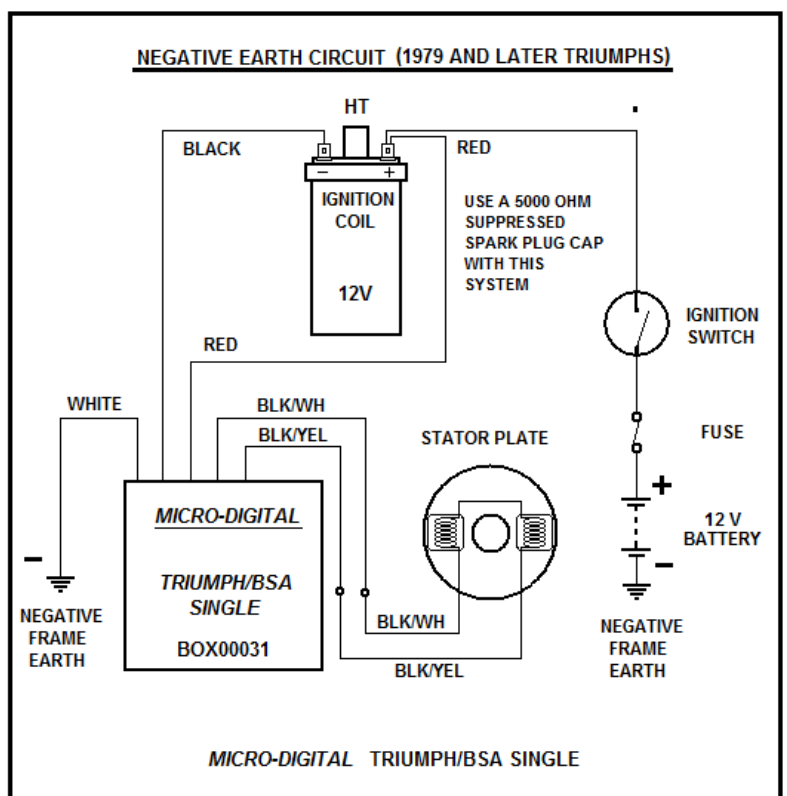 NEGATIVE EARTH CIRCUIT (1979 AND LATER TRIUMPHS)
HT
BLACK
RED
– +
IGNITION
COIL
12V
USE A 5000 OHM
SUPPRESSED
SPARK PLUG CAP
WITH THIS
SYSTEM
IGNITION
SWITCH
RED
WHITE
BLK/WH
BLK/YEL
STATOR PLATE
FUSE
+
12 V
BATTERY
–
MICRO-DIGITAL
TRIUMPH/BSA
SINGLE
BOX00031
–
NEGATIVE
FRAME
EARTH
BLK/WH
BLK/YEL
NEGATIVE
FRAME
EARTH
MICRO-DIGITAL TRIUMPH/BSA SINGLE